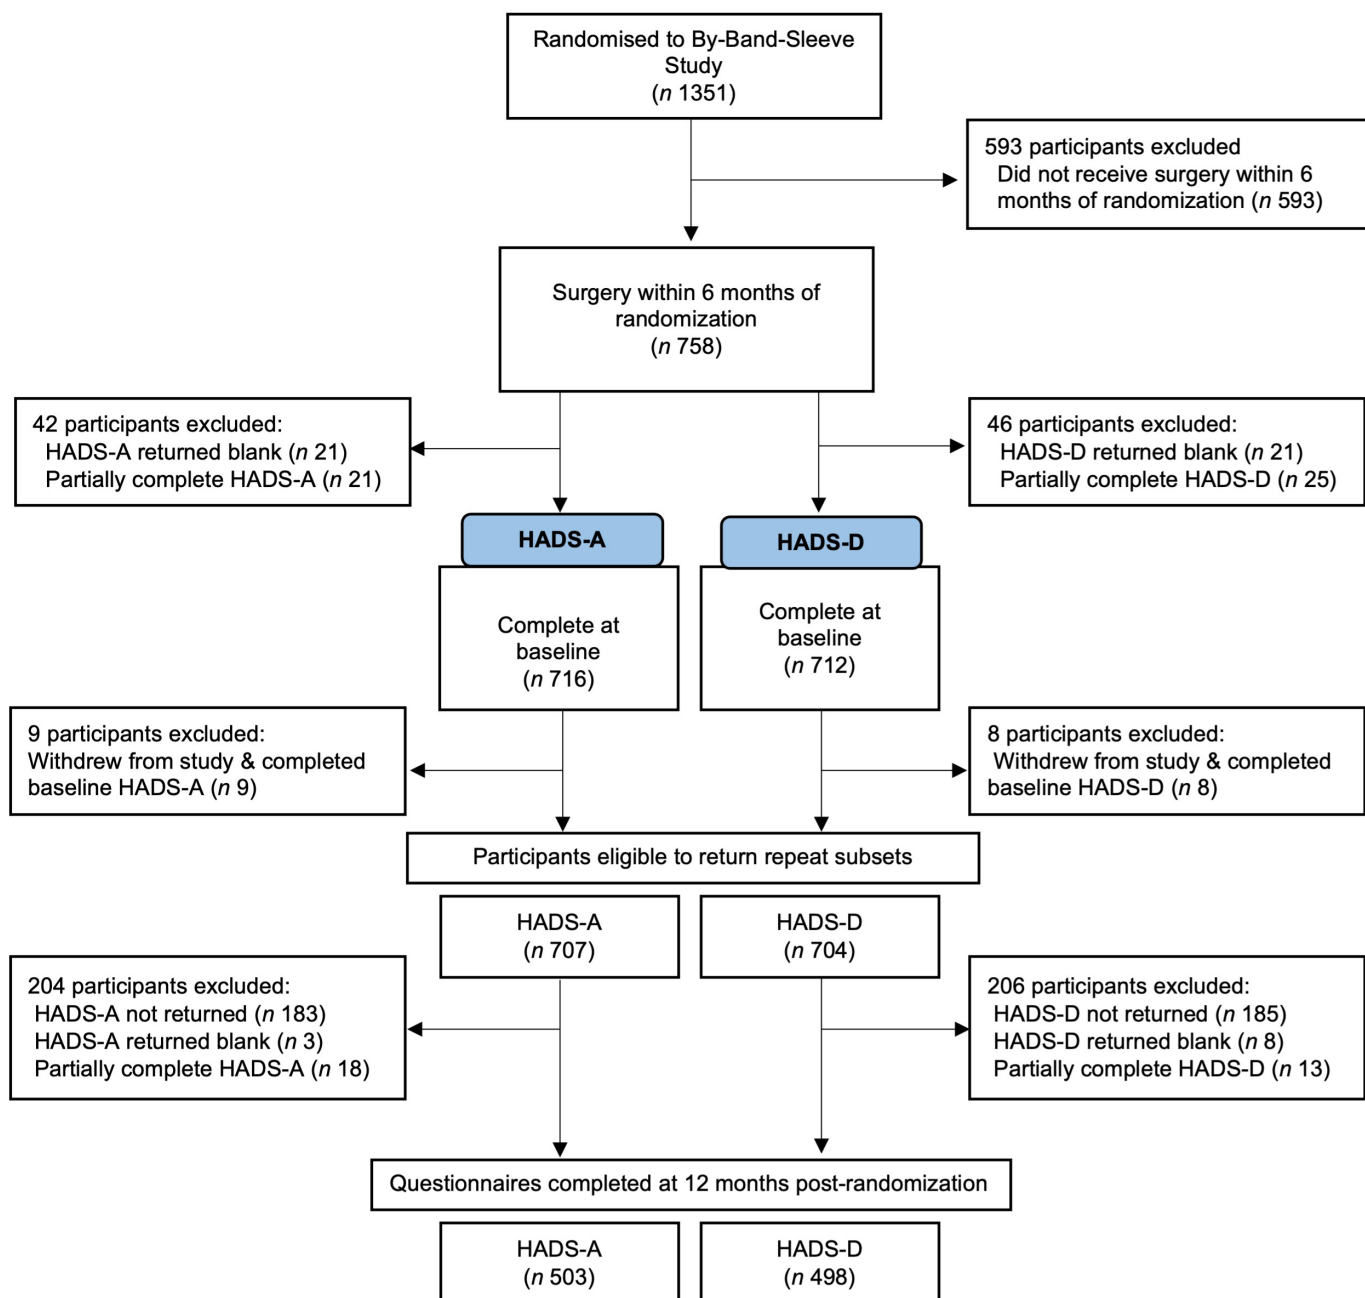 Randomised to By-Band-Sleeve
Study
(n 1351)
593 participants excluded
Did not receive surgery within 6
months of randomization (n 593)
Surgery within 6 months of
randomization
(n 758)
42 participants excluded:
HADS-A returned blank (n 21)
Partially complete HADS-A (n 21)
46 participants excluded:
HADS-D returned blank (n 21)
Partially complete HADS-D (n 25)
HADS-A
HADS-D
Complete at
baseline
(n 716)
Complete at
baseline
(n 712)
9 participants excluded:
Withdrew from study & completed
baseline HADS-A (n 9)
8 participants excluded:
Withdrew from study & completed
baseline HADS-D (n 8)
Participants eligible to return repeat subsets
HADS-A
(n 707)
HADS-D
(n 704)
204 participants excluded:
HADS-A not returned (n 183)
HADS-A returned blank (n 3)
Partially complete HADS-A (n 18)
206 participants excluded:
HADS-D not returned (n 185)
HADS-D returned blank (n 8)
Partially complete HADS-D (n 13)
Questionnaires completed at 12 months post-randomization
HADS-A
(n 503)
HADS-D
(n 498)